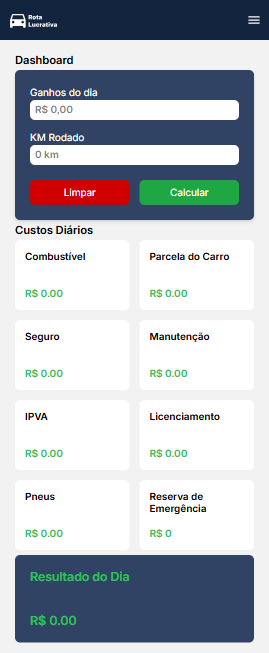 Rota
Lucrativa
Dashboard
Ganhos do dia
R$ 0,00
KM Rodado
0 km
Limpar
Calcular
Custos Diários
Combustível
Parcela do Carro
R$ 0.00
R$ 0.00
Seguro
Manutenção
R$ 0.00
R$ 0.00
IPVA
Licenciamento
R$ 0.00
R$ 0.00
Pneus
Reserva de
Emergência
R$ 0.00
R$ 0
Resultado do Dia
R$ 0.00